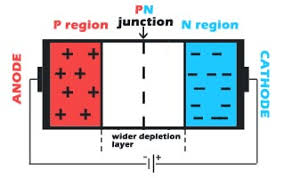 PN
P region junction N region
ANODE
CATHODE
wider depletion
layer
- +